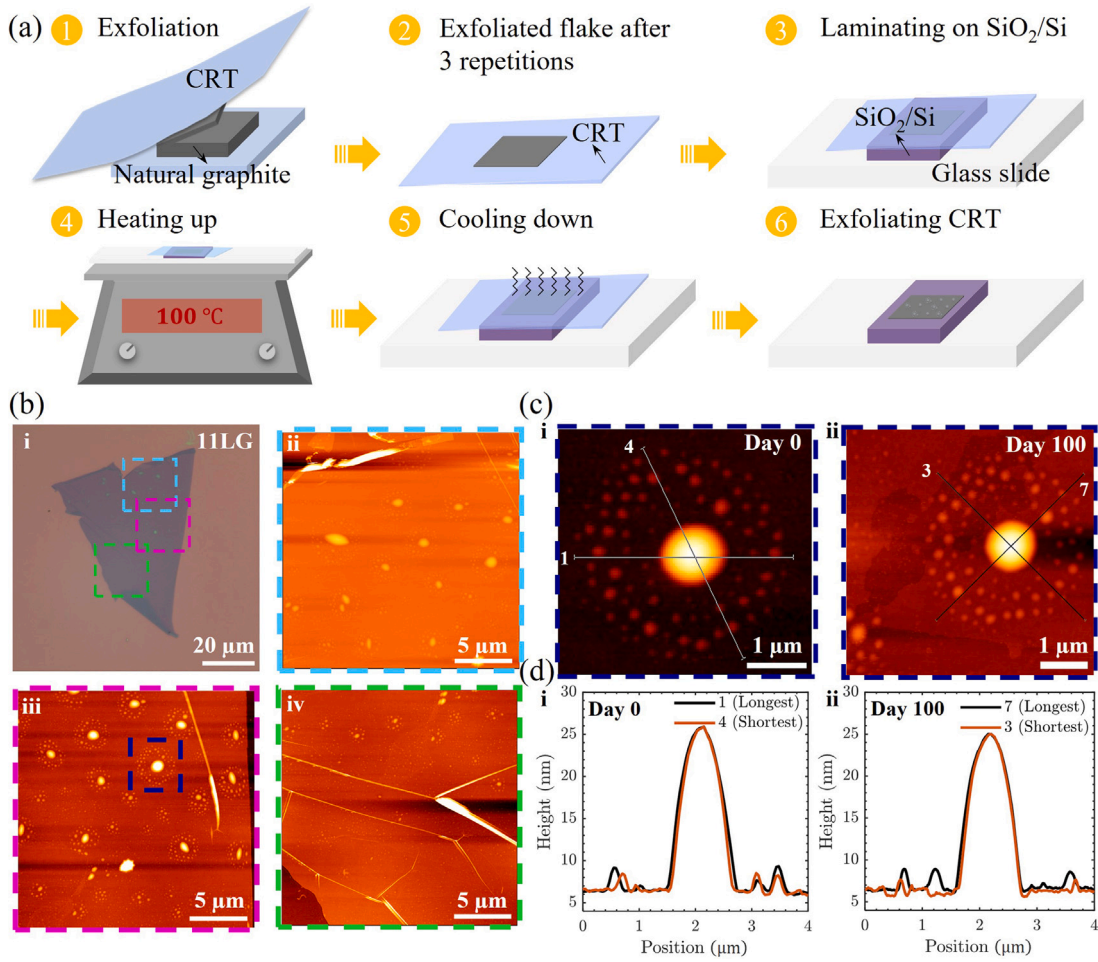 (a)
1 Exfoliation
2 Exfoliated flake after
3 repetitions
3 Laminating on SiO₂/Si
CRT
Natural graphite
CRT
SiO₂/Si
Glass slide
4 Heating up
5 Cooling down
6 Exfoliating CRT
100 ℃
(b)
i 11LG
20 μm
ii
5 μm
iii
5 μm
iv
5 μm
(c)
i Day 0
4
1
1 μm
ii Day 100
3
7
1 μm
(d)
i Day 0
1 (Longest)
4 (Shortest)
30
25
20
15
10
5
Height (nm)
0 1 2 3 4
Position (μm)
ii Day 100
7 (Longest)
3 (Shortest)
30
25
20
15
10
5
Height (nm)
0 1 2 3 4
Position (μm)